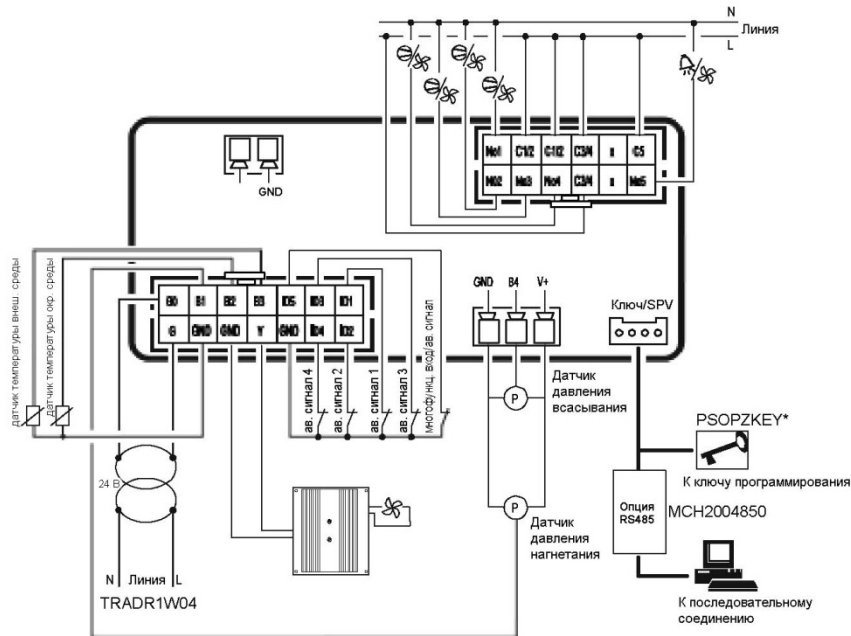 N
Линия
L
No1 C1/2 C1/2 C3/4 C5
NO2 No3 No4 C3/4 No5
GND
GND B4 V+
Ключ/SPV
G0 B1 B2 B3 ID5 ID3 ID1
G GND GND Y GND ID4 ID2
датчик температуры внеш. среды
датчик температуры окр. среды
ав. сигнал 4
ав. сигнал 2
ав. сигнал 1
ав. сигнал 3
многофункц. вход/ав. сигнал
P
Датчик
давления
всасывания
PSOPZKEY*
К ключу программирования
24 В
P
Датчик
давления
нагнетания
Опция
RS485
MCH2004850
N Линия L
TRADR1W04
К последовательному
соединению